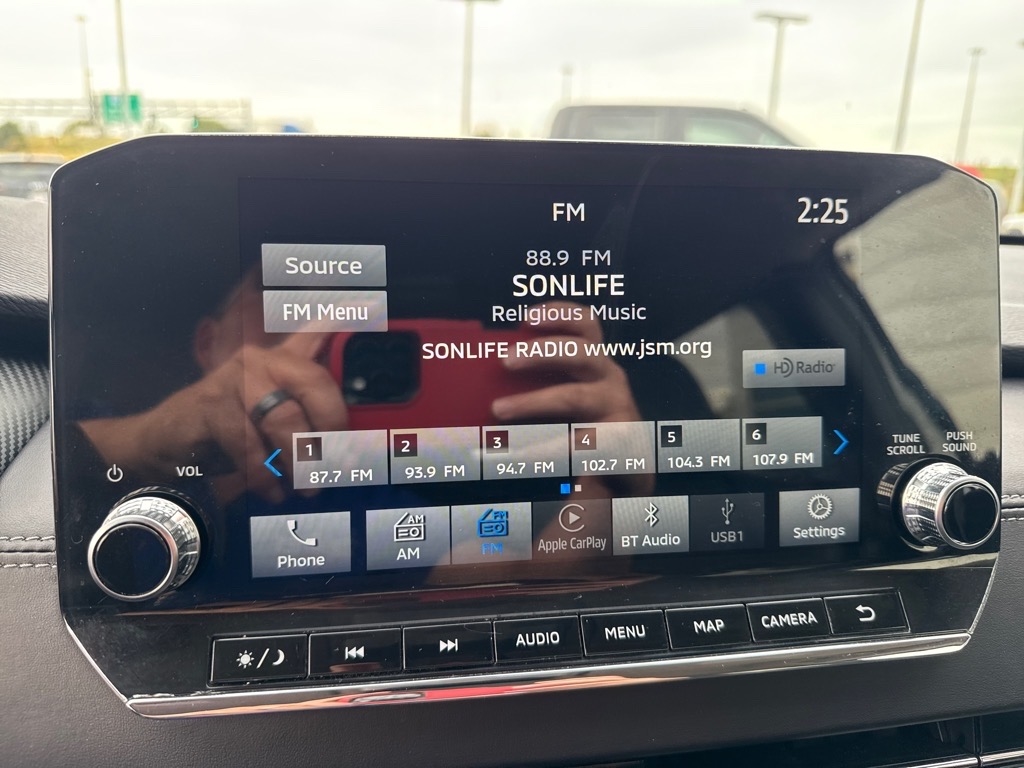 FM
2:25
Source
FM Menu
88.9 FM
SONLIFE
Religious Music
SONLIFE RADIO www.jsm.org
HD Radio
1
87.7 FM
2
93.9 FM
3
94.7 FM
4
102.7 FM
5
104.3 FM
6
107.9 FM
VOL
TUNE
SCROLL
PUSH
SOUND
Phone
AM
AM
FM
FM
Apple CarPlay
BT Audio
USB1
Settings
AUDIO
MENU
MAP
CAMERA